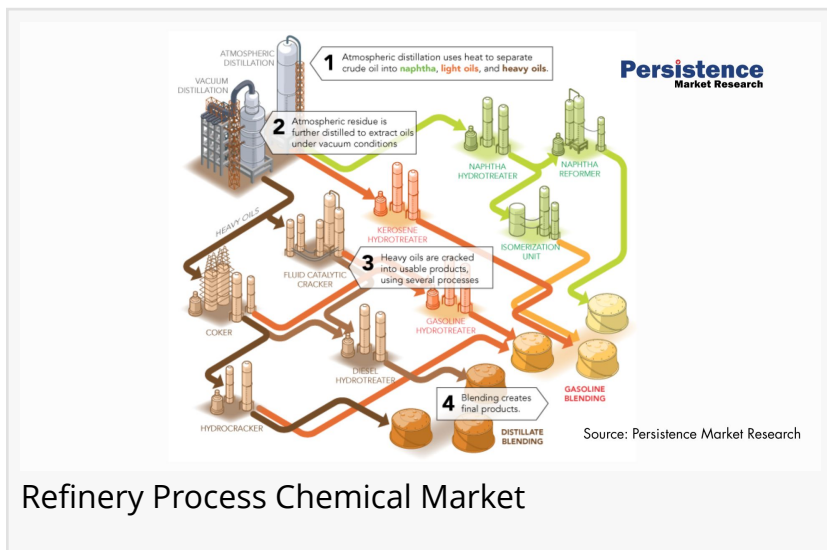 ATMOSPHERIC
DISTILLATION
1 Atmospheric distillation uses heat to separate
crude oil into naphtha, light oils, and heavy oils.
Persistence
Market Research
VACUUM
DISTILLATION
2 Atmospheric residue is
further distilled to extract oils
under vacuum conditions
NAPHTHA
HYDROTREATER
NAPHTHA
REFORMER
HEAVY OILS
KEROSENE
HYDROTREATER
ISOMERIZATION
UNIT
FLUID CATALYTIC
CRACKER
3 Heavy oils are cracked
into usable products,
using several processes
COKER
GASOLINE
HYDROTREATER
DIESEL
HYDROTREATER
GASOLINE
BLENDING
4 Blending creates
final products.
HYDROCRACKER
DISTILLATE
BLENDING
Source: Persistence Market Research
Refinery Process Chemical Market